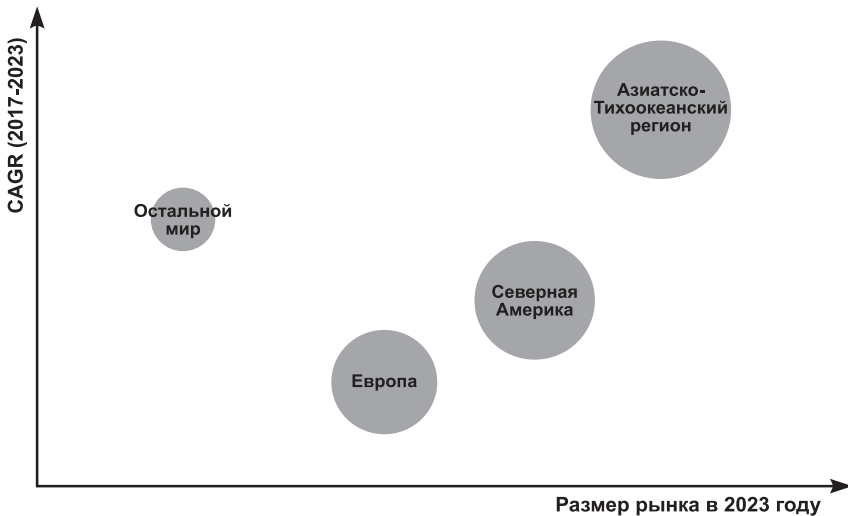 CAGR (2017-2023)
Азиатско-
Тихоокеанский
регион
Остальной
мир
Северная
Америка
Европа
Размер рынка в 2023 году